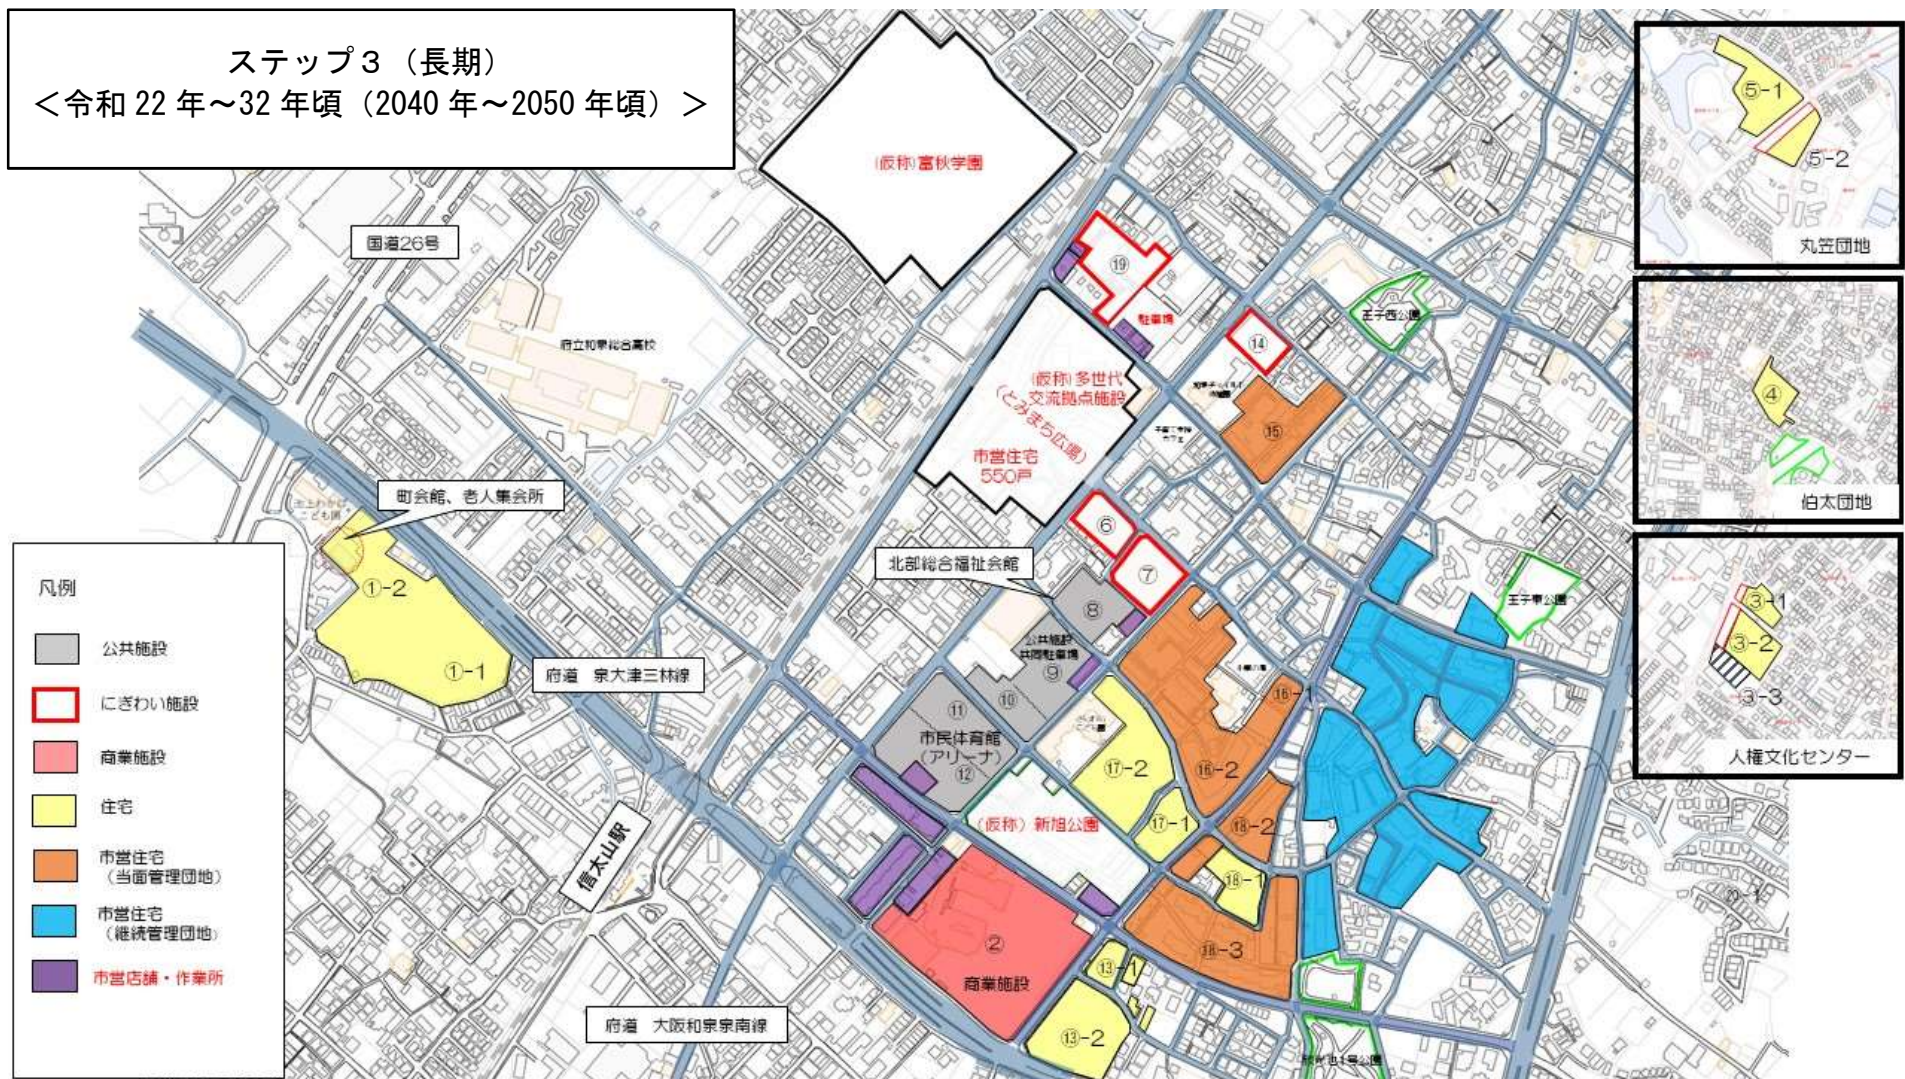 ステップ3（長期）
＜令和 22 年～32 年頃（2040 年～2050 年頃）＞
(仮称)富秋学園
国道26号
府立和泉総合高校
⑲
駐車場
⑭
王子西公園
(仮称)多世代
交流拠点施設
(とみまち広場)
市営住宅
550戸
⑮
町会館、老人集会所
①-2
①-1
府道 泉大津三林線
北部総合福祉会館
⑥
⑦
⑧
公共施設
共同駐車場
⑨
⑩
⑪
市民体育館
(アリーナ)
⑫
王子東公園
⑯-1
⑯-2
⑰-2
⑰-1
⑱-2
⑱-1
⑱-3
(仮称) 新旭公園
信太山駅
②
商業施設
⑬-1
⑬-2
府道 大阪和泉泉南線
⑳-1
凡例
公共施設
にぎわい施設
商業施設
住宅
市営住宅
（当面管理団地）
市営住宅
（継続管理団地）
市営店舗・作業所
⑤-1
⑤-2
丸笠団地
④
伯太団地
③-1
③-2
③-3
人権文化センター